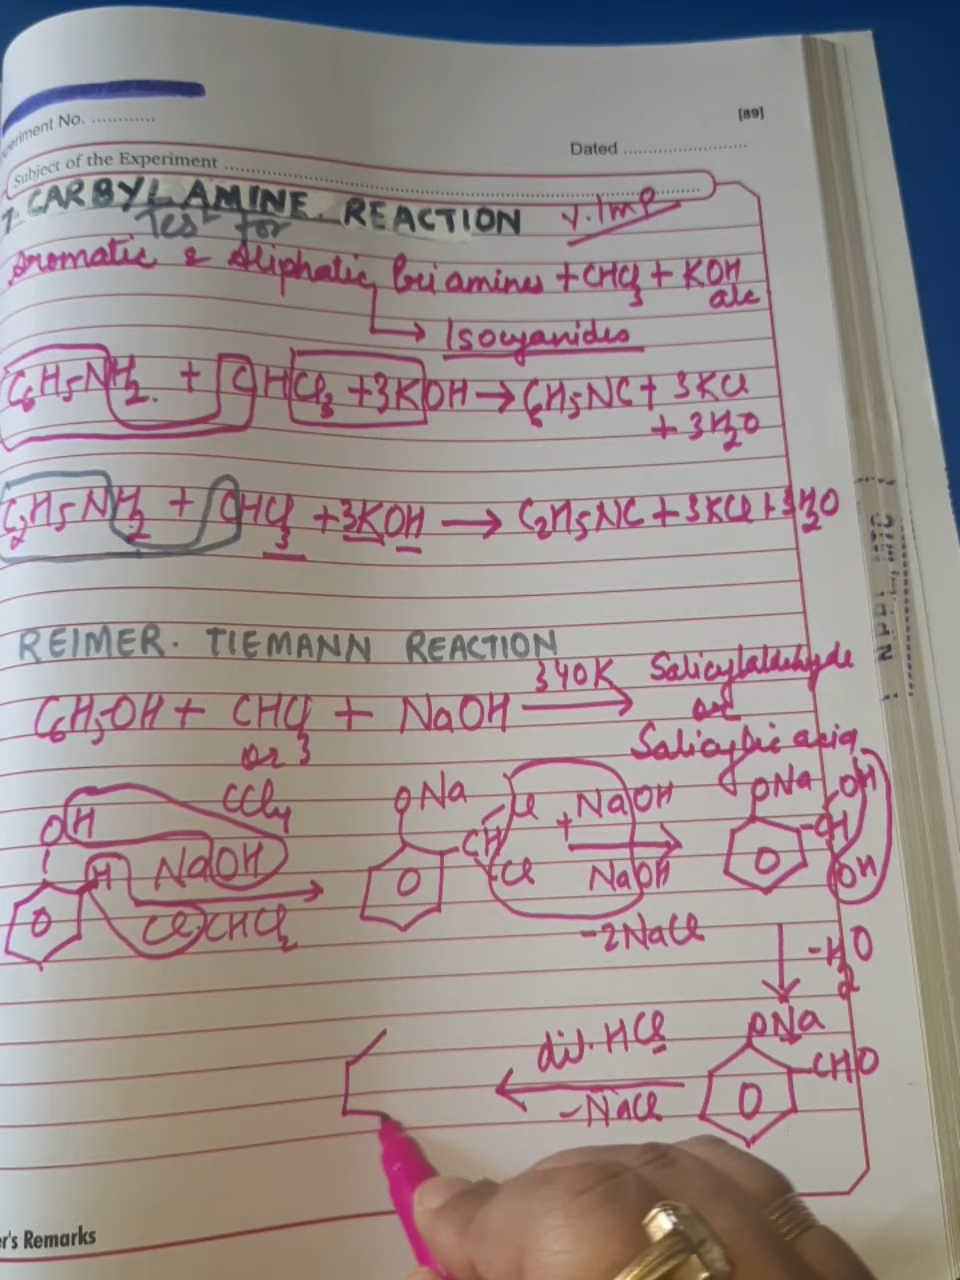 [89]
eriment No. ............
Dated ........................
Subject of the Experiment ........................
1. CARBYLAMINE REACTION V. Imp
Test for
Aromatic & Aliphatic Pri amines + CHCl3 + KOH
alc
Isocyanides
C6H5NH2 + CHCl3 + 3KOH → C6H5NC + 3KCl
+ 3H2O
C2H5NH2 + CHCl3 + 3KOH → C2H5NC + 3KCl + 3H2O
REIMER. TIEMANN REACTION
C6H5OH + CHCl3 + NaOH 340K → Salicylaldehyde
or or
CCl4 Salicylic acid
OH
H NaOH
Cl CHCl2
ONa
CH Cl Cl
+ NaOH
NaOH
-2NaCl
ONa
CH OH OH
-H2O
ONa
CHO
dil. HCl
-NaCl
er's Remarks